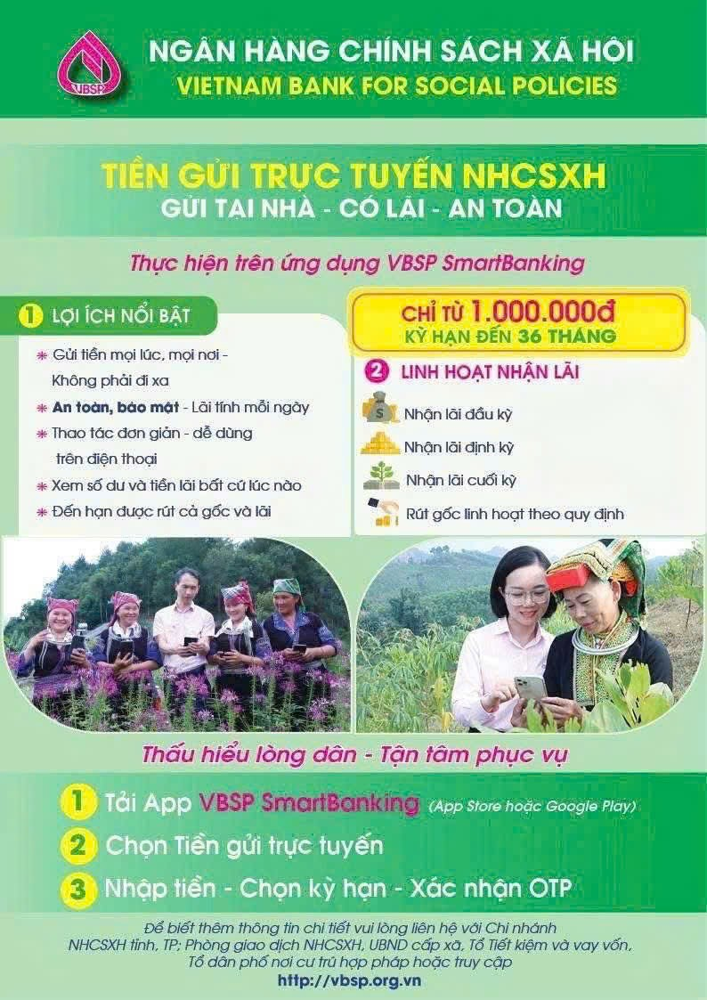 VBSP
NGÂN HÀNG CHÍNH SÁCH XÃ HỘI
VIETNAM BANK FOR SOCIAL POLICIES
TIỀN GỬI TRỰC TUYẾN NHCSXH
GỬI TẠI NHÀ - CÓ LÃI - AN TOÀN
Thực hiện trên ứng dụng VBSP SmartBanking
1 LỢI ÍCH NỔI BẬT
* Gửi tiền mọi lúc, mọi nơi -
Không phải đi xa
* An toàn, bảo mật - Lãi tính mỗi ngày
* Thao tác đơn giản - dễ dùng
trên điện thoại
* Xem số dư và tiền lãi bất cứ lúc nào
* Đến hạn được rút cả gốc và lãi
CHỈ TỪ 1.000.000đ
KỲ HẠN ĐẾN 36 THÁNG
2 LINH HOẠT NHẬN LÃI
Nhận lãi đầu kỳ
Nhận lãi định kỳ
Nhận lãi cuối kỳ
Rút gốc linh hoạt theo quy định
Thấu hiểu lòng dân - Tận tâm phục vụ
1 Tải App VBSP SmartBanking (App Store hoặc Google Play)
2 Chọn Tiền gửi trực tuyến
3 Nhập tiền - Chọn kỳ hạn - Xác nhận OTP
Để biết thêm thông tin chi tiết vui lòng liên hệ với Chi nhánh
NHCSXH tỉnh, TP; Phòng giao dịch NHCSXH, UBND cấp xã, Tổ Tiết kiệm và vay vốn,
Tổ dân phố nơi cư trú hợp pháp hoặc truy cập
http://vbsp.org.vn